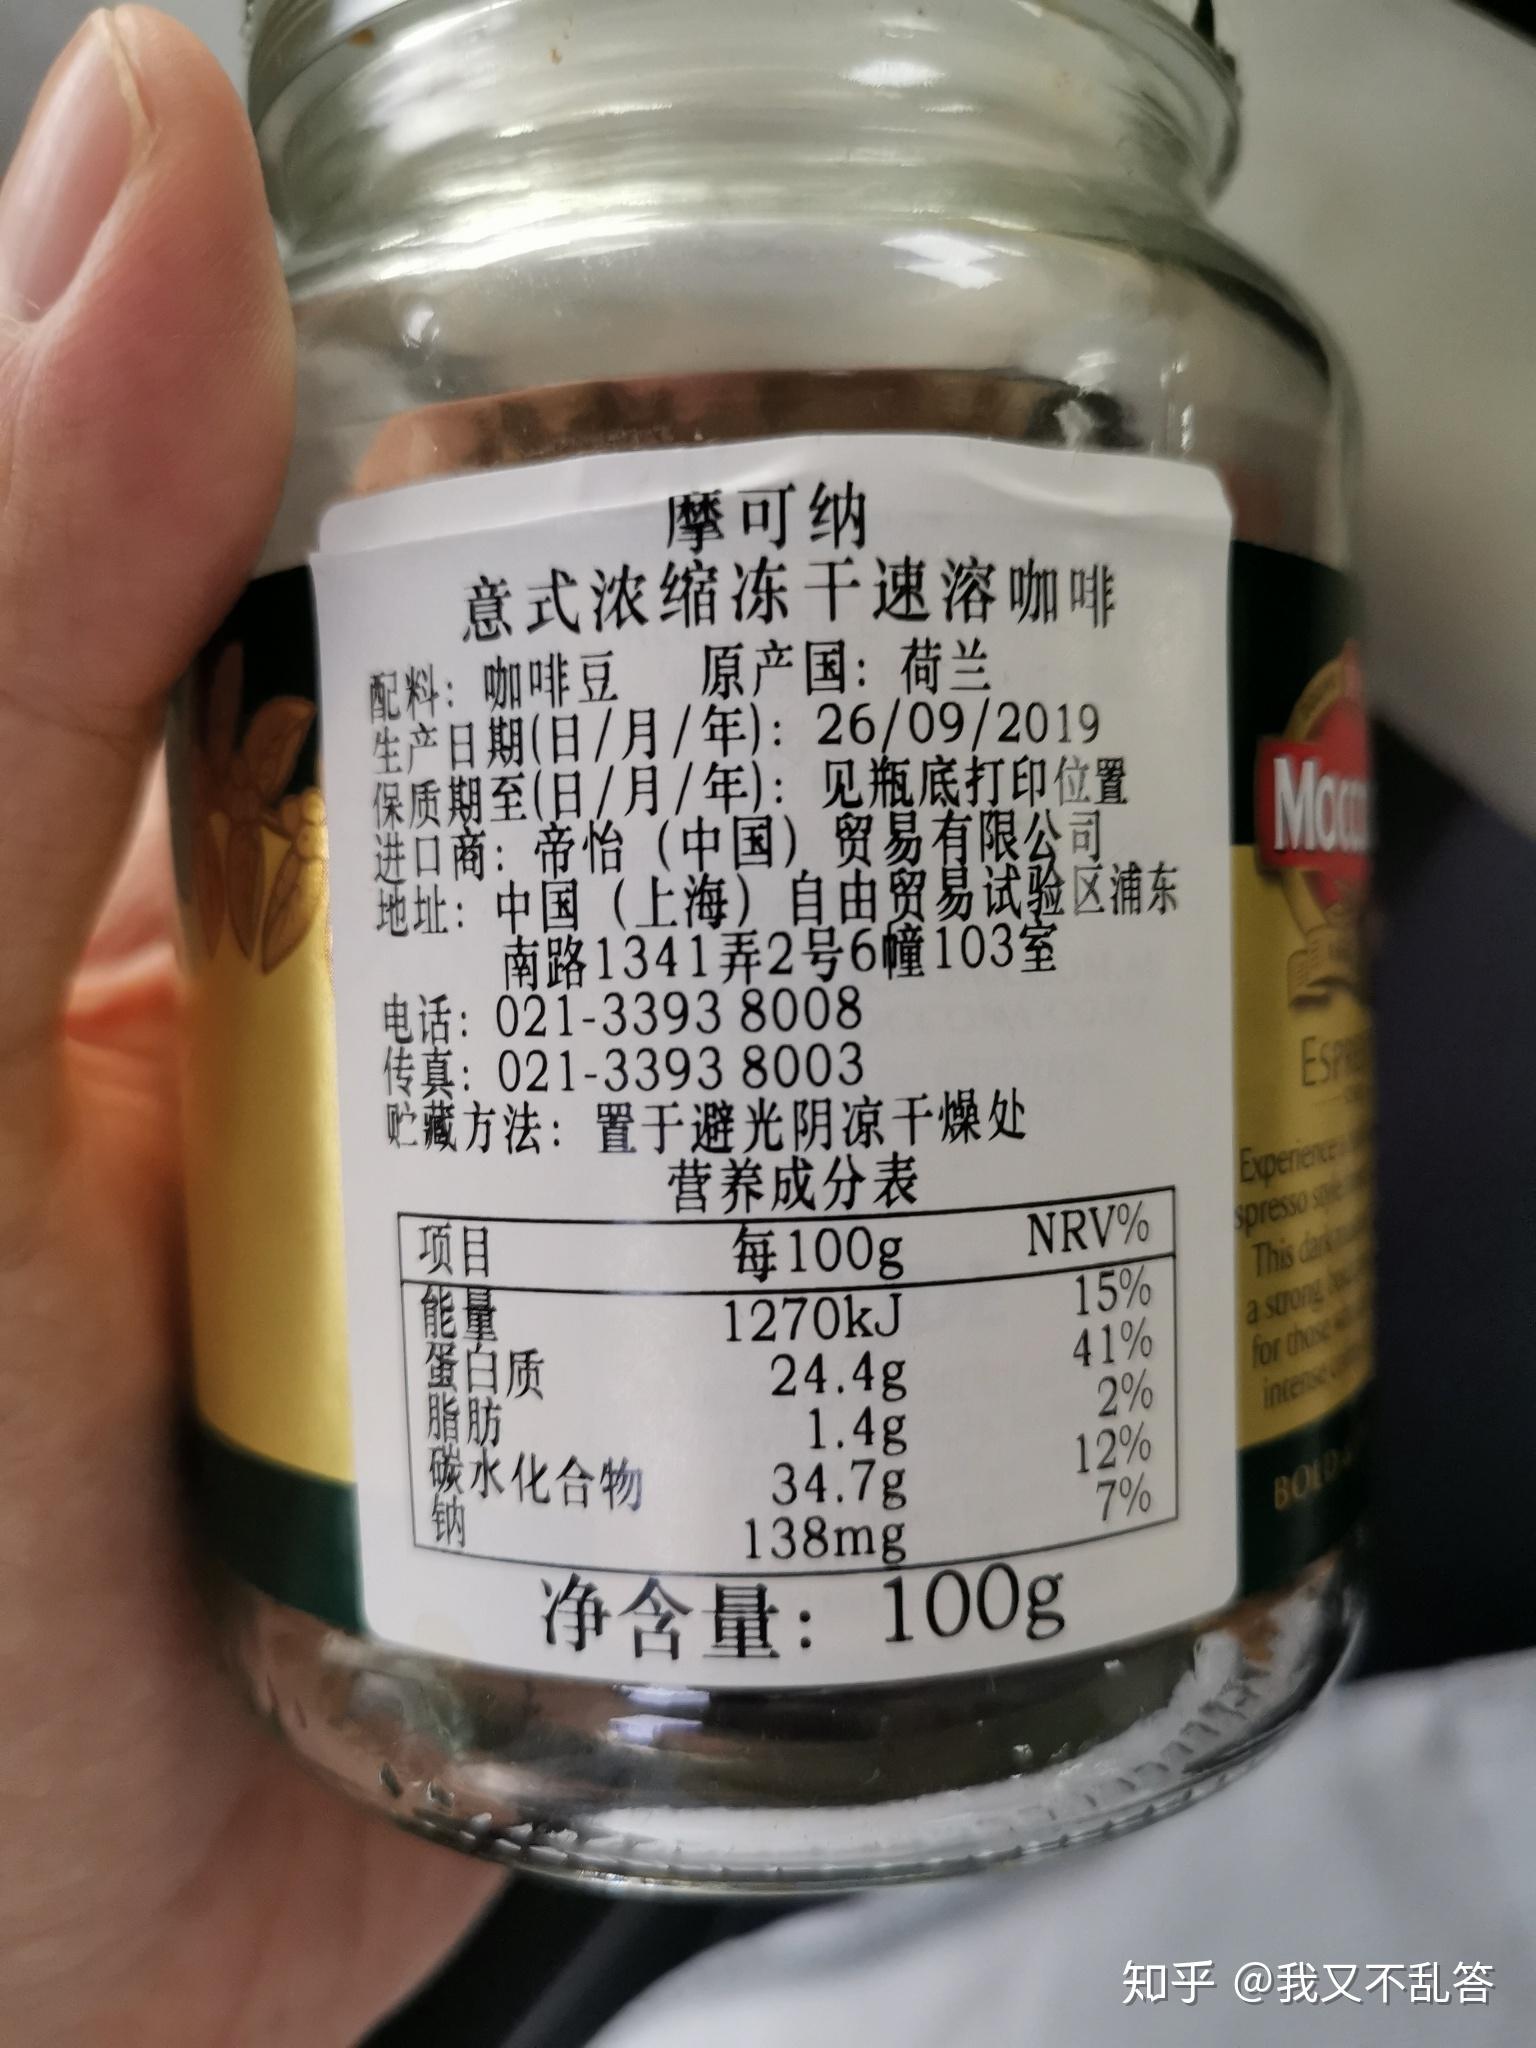 摩可纳
意式浓缩冻干速溶咖啡
配料：咖啡豆 原产国：荷兰
生产日期(日/月/年)：26/09/2019
保质期至(日/月/年)：见瓶底打印位置
进口商：帝怡（中国）贸易有限公司
地址：中国（上海）自由贸易试验区浦东
南路1341弄2号6幢103室
电话：021-3393 8008
传真：021-3393 8003
贮藏方法：置于避光阴凉干燥处
营养成分表
项目 每100g NRV%
能量 1270kJ 15%
蛋白质 24.4g 41%
脂肪 1.4g 2%
碳水化合物 34.7g 12%
钠 138mg 7%
净含量：100g
Experience
This dark
a strong,
for those
intense
BOLD
知乎 @我又不乱答